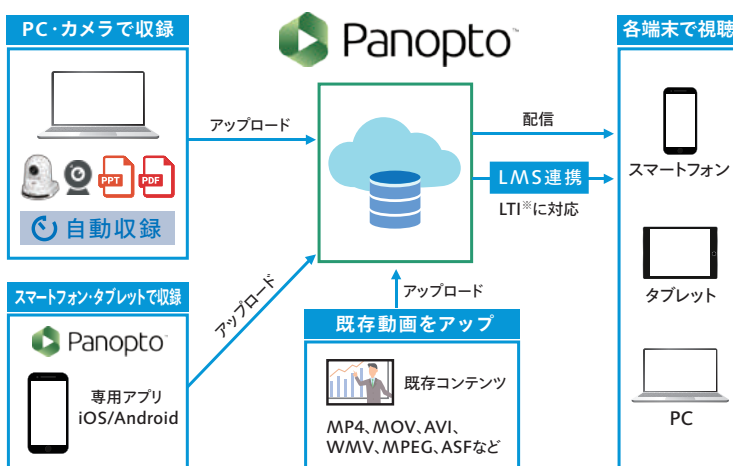 PC・カメラで収録
PPT
PDF
自動収録
Panopto™
アップロード
配信
LMS連携
LTI※に対応
スマートフォン・タブレットで収録
Panopto™
専用アプリ
iOS/Android
アップロード
アップロード
既存動画をアップ
既存コンテンツ
MP4、MOV、AVI、
WMV、MPEG、ASFなど
各端末で視聴
スマートフォン
タブレット
PC